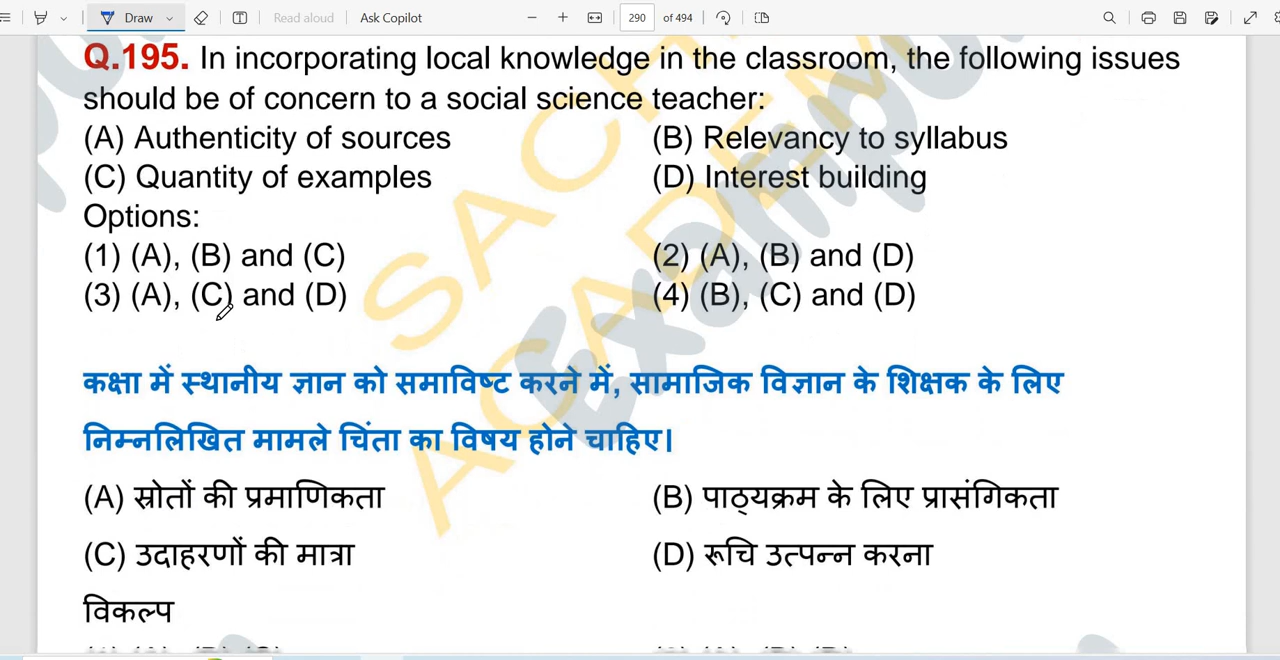 Draw
Read aloud
Ask Copilot
290 of 494
Q.195. In incorporating local knowledge in the classroom, the following issues
should be of concern to a social science teacher:
(A) Authenticity of sources (B) Relevancy to syllabus
(C) Quantity of examples (D) Interest building
Options:
(1) (A), (B) and (C) (2) (A), (B) and (D)
(3) (A), (C) and (D) (4) (B), (C) and (D)
कक्षा में स्थानीय ज्ञान को समाविष्ट करने में, सामाजिक विज्ञान के शिक्षक के लिए
निम्नलिखित मामले चिंता का विषय होने चाहिए।
(A) स्रोतों की प्रमाणिकता (B) पाठ्यक्रम के लिए प्रासंगिकता
(C) उदाहरणों की मात्रा (D) रूचि उत्पन्न करना
विकल्प
SACHIN
ACADEMY